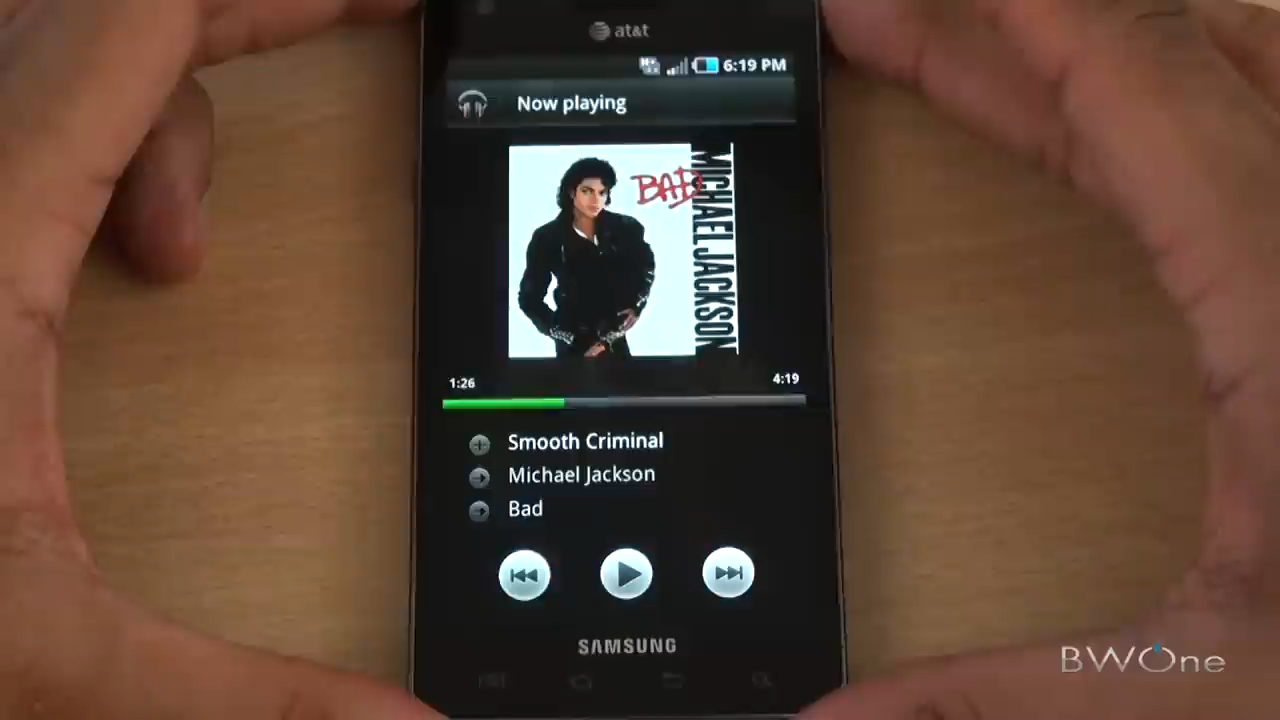 at&t
6:19 PM
Now playing
BAD
MICHAEL JACKSON
1:26
4:19
Smooth Criminal
Michael Jackson
Bad
SAMSUNG
BWOne